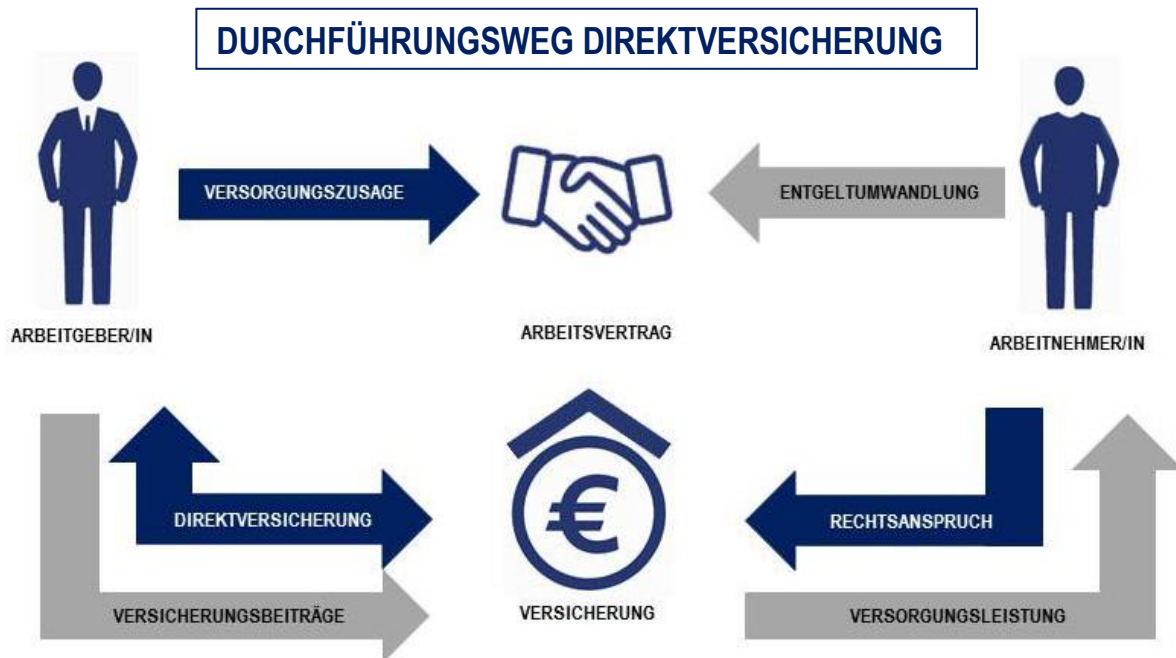 DURCHFÜHRUNGSWEG DIREKTVERSICHERUNG
VERSORGUNGSZUSAGE
ENTGELTUMWANDLUNG
ARBEITGEBER/IN
ARBEITSVERTRAG
ARBEITNEHMER/IN
DIREKTVERSICHERUNG
€
RECHTSANSPRUCH
VERSICHERUNGSBEITRÄGE
VERSICHERUNG
VERSORGUNGSLEISTUNG